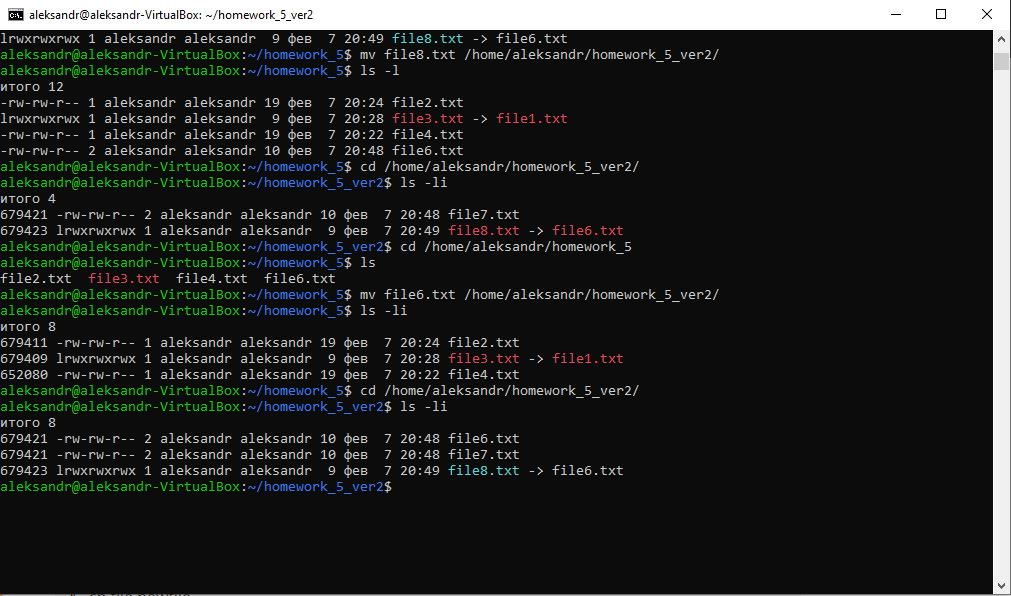 aleksandr@aleksandr-VirtualBox: ~/homework_5_ver2
lrwxrwxrwx 1 aleksandr aleksandr  9 фев  7 20:49 file8.txt -> file6.txt
aleksandr@aleksandr-VirtualBox:~/homework_5$ mv file8.txt /home/aleksandr/homework_5_ver2/
aleksandr@aleksandr-VirtualBox:~/homework_5$ ls -l
итого 12
-rw-rw-r-- 1 aleksandr aleksandr 19 фев  7 20:24 file2.txt
lrwxrwxrwx 1 aleksandr aleksandr  9 фев  7 20:28 file3.txt -> file1.txt
-rw-rw-r-- 1 aleksandr aleksandr 19 фев  7 20:22 file4.txt
-rw-rw-r-- 2 aleksandr aleksandr 10 фев  7 20:48 file6.txt
aleksandr@aleksandr-VirtualBox:~/homework_5$ cd /home/aleksandr/homework_5_ver2/
aleksandr@aleksandr-VirtualBox:~/homework_5_ver2$ ls -li
итого 4
679421 -rw-rw-r-- 2 aleksandr aleksandr 10 фев  7 20:48 file7.txt
679423 lrwxrwxrwx 1 aleksandr aleksandr  9 фев  7 20:49 file8.txt -> file6.txt
aleksandr@aleksandr-VirtualBox:~/homework_5_ver2$ cd /home/aleksandr/homework_5
aleksandr@aleksandr-VirtualBox:~/homework_5$ ls
file2.txt  file3.txt  file4.txt  file6.txt
aleksandr@aleksandr-VirtualBox:~/homework_5$ mv file6.txt /home/aleksandr/homework_5_ver2/
aleksandr@aleksandr-VirtualBox:~/homework_5$ ls -li
итого 8
679411 -rw-rw-r-- 1 aleksandr aleksandr 19 фев  7 20:24 file2.txt
679409 lrwxrwxrwx 1 aleksandr aleksandr  9 фев  7 20:28 file3.txt -> file1.txt
652080 -rw-rw-r-- 1 aleksandr aleksandr 19 фев  7 20:22 file4.txt
aleksandr@aleksandr-VirtualBox:~/homework_5$ cd /home/aleksandr/homework_5_ver2/
aleksandr@aleksandr-VirtualBox:~/homework_5_ver2$ ls -li
итого 8
679421 -rw-rw-r-- 2 aleksandr aleksandr 10 фев  7 20:48 file6.txt
679421 -rw-rw-r-- 2 aleksandr aleksandr 10 фев  7 20:48 file7.txt
679423 lrwxrwxrwx 1 aleksandr aleksandr  9 фев  7 20:49 file8.txt -> file6.txt
aleksandr@aleksandr-VirtualBox:~/homework_5_ver2$